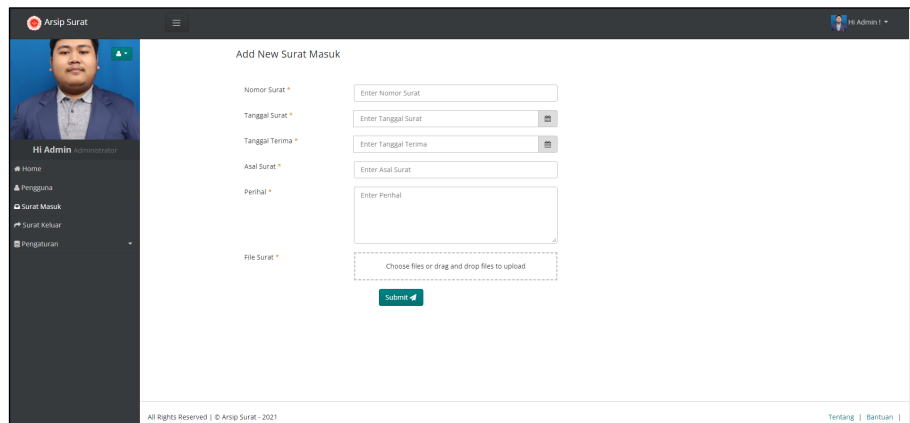 Arsip Surat
Hi Admin !
Hi Admin Administrator
Home
Pengguna
Surat Masuk
Surat Keluar
Pengaturan
Add New Surat Masuk
Nomor Surat *
Enter Nomor Surat
Tanggal Surat *
Enter Tanggal Surat
Tanggal Terima *
Enter Tanggal Terima
Asal Surat *
Enter Asal Surat
Perihal *
Enter Perihal
File Surat *
Choose files or drag and drop files to upload
Submit
All Rights Reserved | © Arsip Surat - 2021
Tentang | Bantuan |